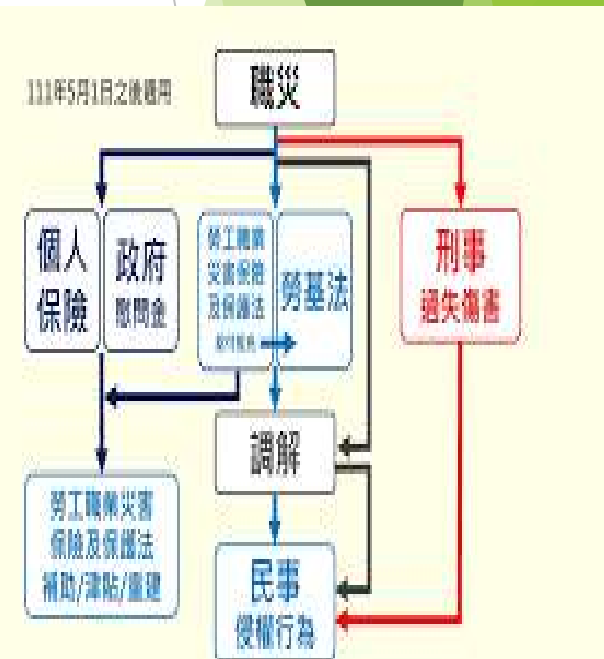 111年5月1日之後適用
職災
個人
保險
政府
慰問金
勞工職業
災害保險
及保護法
勞基法
刑事
過失傷害
調解
勞工職業災害
保險及保護法
補助/津貼/重建
民事
侵權行為